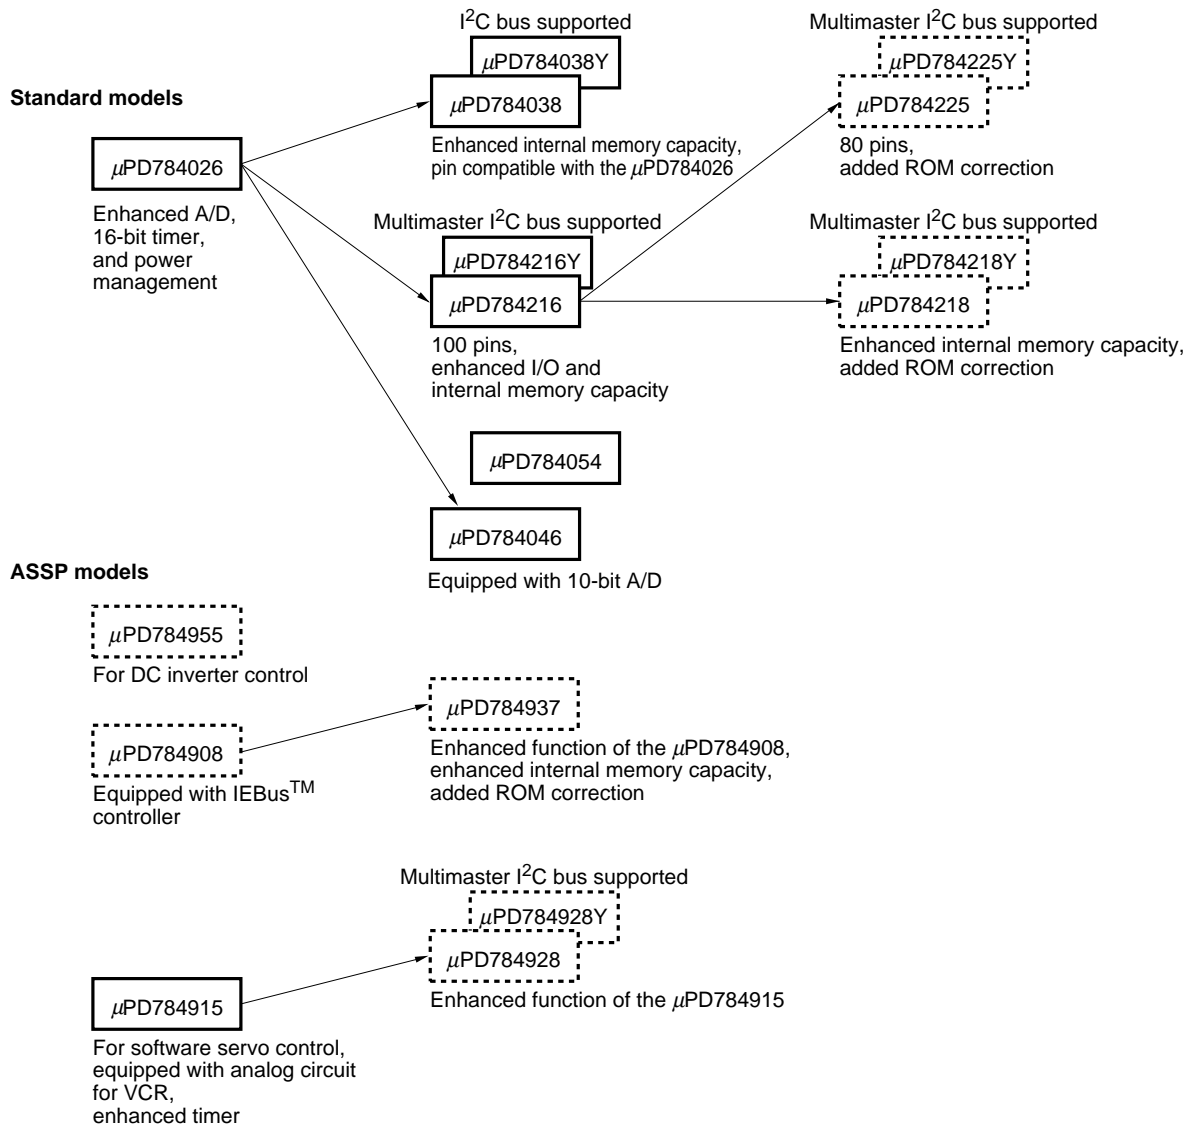 I2C bus supported
μPD784038Y
μPD784038
Enhanced internal memory capacity,
pin compatible with the μPD784026
Multimaster I2C bus supported
μPD784225Y
μPD784225
80 pins,
added ROM correction
Standard models
μPD784026
Enhanced A/D,
16-bit timer,
and power
management
Multimaster I2C bus supported
μPD784216Y
μPD784216
100 pins,
enhanced I/O and
internal memory capacity
Multimaster I2C bus supported
μPD784218Y
μPD784218
Enhanced internal memory capacity,
added ROM correction
μPD784054
μPD784046
Equipped with 10-bit A/D
ASSP models
μPD784955
For DC inverter control
μPD784908
Equipped with IEBusTM
controller
μPD784937
Enhanced function of the μPD784908,
enhanced internal memory capacity,
added ROM correction
Multimaster I2C bus supported
μPD784928Y
μPD784928
Enhanced function of the μPD784915
μPD784915
For software servo control,
equipped with analog circuit
for VCR,
enhanced timer